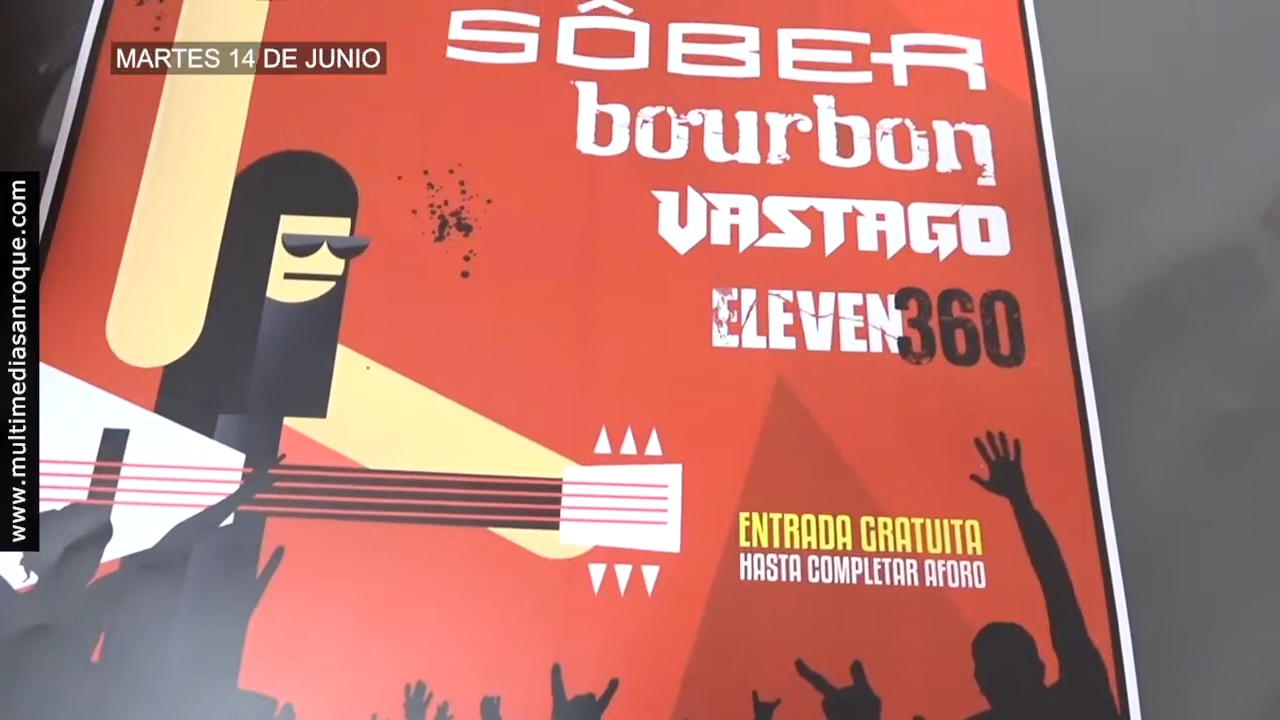 MARTES 14 DE JUNIO
SÔBER
bourbon
VASTAGO
ELEVEN360
ENTRADA GRATUITA
HASTA COMPLETAR AFORO
www.multimediasanroque.com